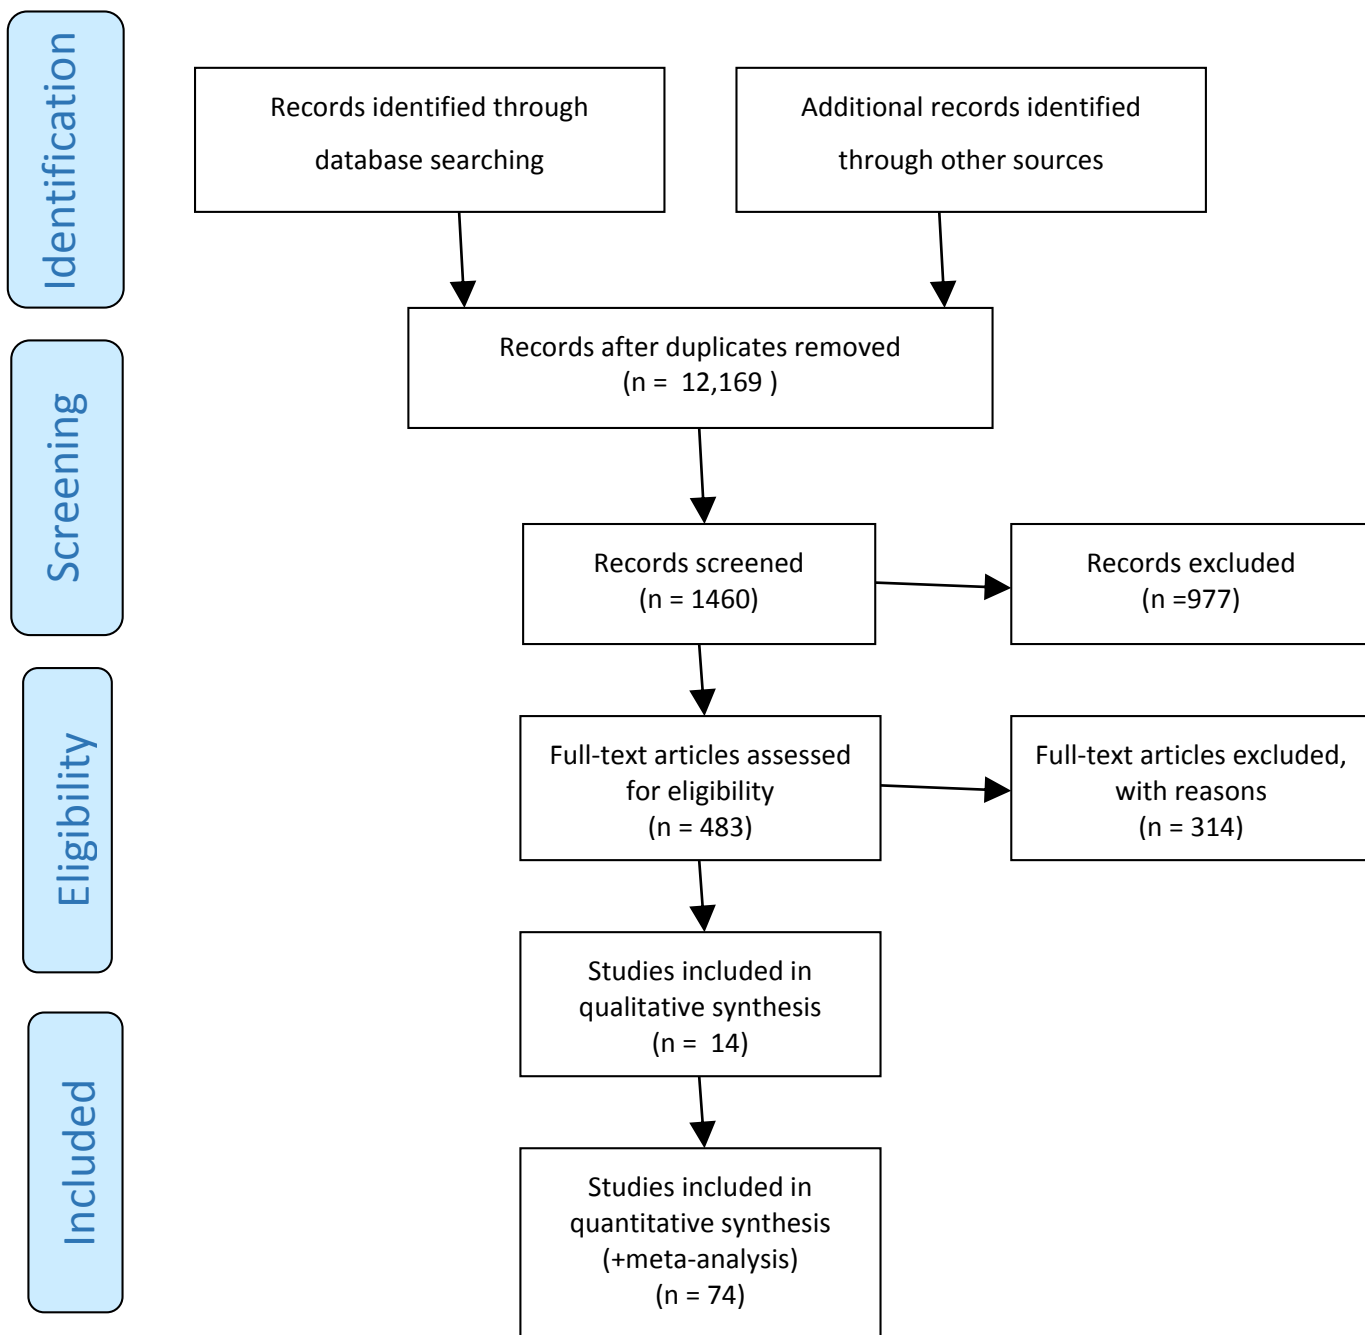 Identification
Records identified through
database searching
Additional records identified
through other sources
Records after duplicates removed
(n =  12,169 )
Screening
Records screened
(n = 1460)
Records excluded
(n =977)
Eligibility
Full-text articles assessed
for eligibility
(n = 483)
Full-text articles excluded,
with reasons
(n = 314)
Studies included in
qualitative synthesis
(n =  14)
Included
Studies included in
quantitative synthesis
(+meta-analysis)
(n = 74)